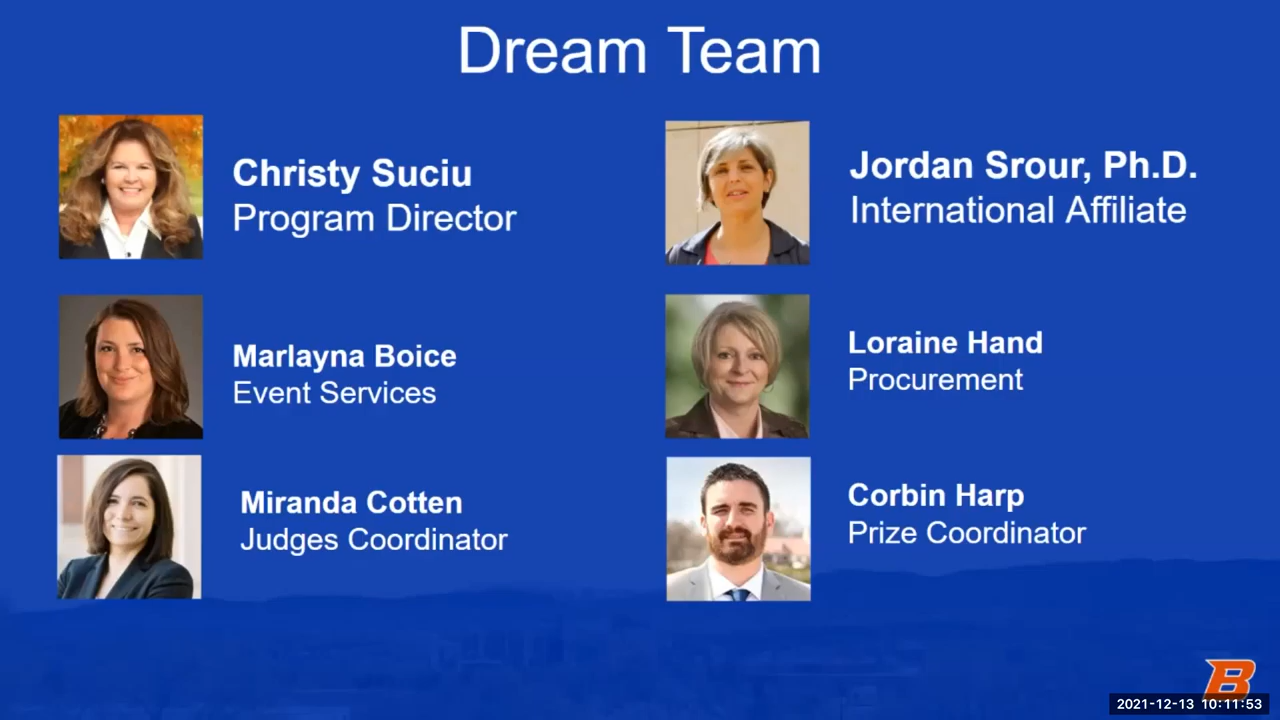 Dream Team
Christy Suciu
Program Director
Jordan Srour, Ph.D.
International Affiliate
Marlayna Boice
Event Services
Loraine Hand
Procurement
Miranda Cotten
Judges Coordinator
Corbin Harp
Prize Coordinator
B
2021-12-13 10:11:53